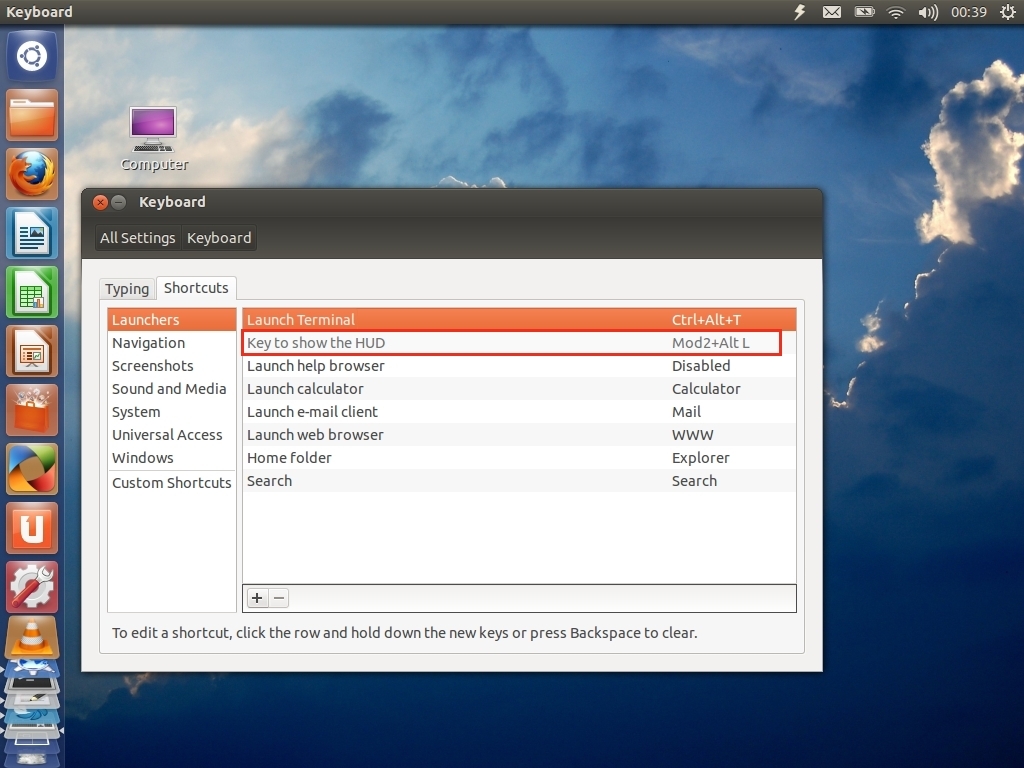 Keyboard
00:39
Computer
Keyboard
All Settings Keyboard
Typing Shortcuts
Launchers
Navigation
Screenshots
Sound and Media
System
Universal Access
Windows
Custom Shortcuts
Launch Terminal Ctrl+Alt+T
Key to show the HUD Mod2+Alt L
Launch help browser Disabled
Launch calculator Calculator
Launch e-mail client Mail
Launch web browser WWW
Home folder Explorer
Search Search
To edit a shortcut, click the row and hold down the new keys or press Backspace to clear.